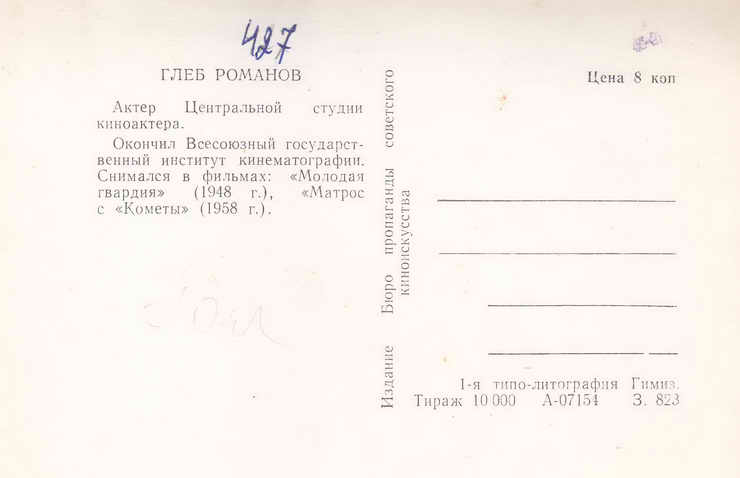 427
ГЛЕБ РОМАНОВ
Актер Центральной студии
киноактера.
Окончил Всесоюзный государст-
венный институт кинематографии.
Снимался в фильмах: «Молодая
гвардия» (1948 г.), «Матрос
с «Кометы» (1958 г.).
Издание Бюро пропаганды советского
киноискусства
Цена 8 коп
1-я типо-литография Гимиз.
Тираж 10 000 А-07154 З. 823